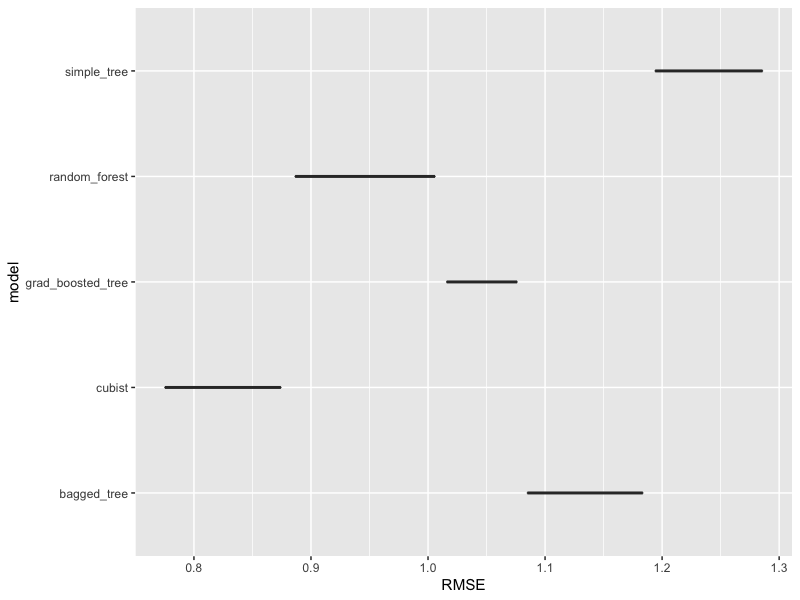 simple_tree
random_forest
grad_boosted_tree
cubist
bagged_tree
model
0.8 0.9 1.0 1.1 1.2 1.3
RMSE